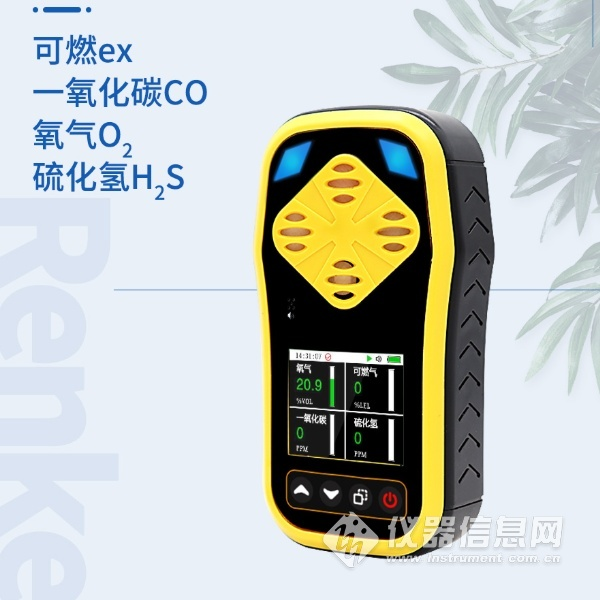 可燃ex
一氧化碳CO
氧气O₂
硫化氢H₂S
Renke
14:31:07
氧气
20.9
%VOL
可燃气
0
%LEL
一氧化碳
0
PPM
硫化氢
0
PPM
仪器信息网
www.instrument.com.cn